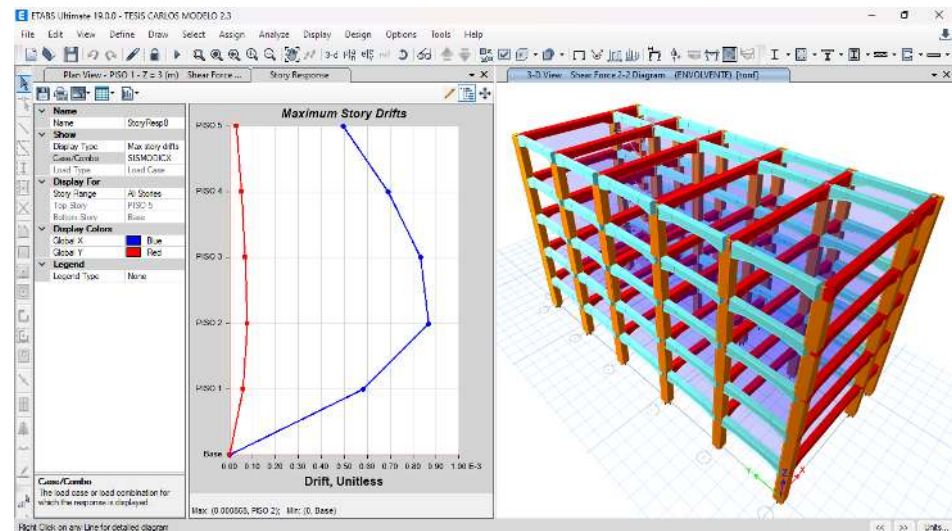 ETABS Ultimate 19.0.0 - TESIS CARLOS MODELO 2.3
File Edit View Define Draw Select Assign Analyze Display Design Options Tools Help
Plan View - PISO 1 - Z = 3 (m) Shear Force ...
Story Response
3-D View - Shear Force 2-2 Diagram (ENVOLVENTE) [tonf]
Name
Name StoryResp8
Show
Display Type Max story drifts
Case/Combo SISMODICX
Load Type Load Case
Display For
Story Range All Stories
Top Story PISO 5
Bottom Story Base
Display Colors
Global X Blue
Global Y Red
Legend
Legend Type None
Case/Combo
The load case or load combination for
which the response is displayed
Maximum Story Drifts
PISO 5
PISO 4
PISO 3
PISO 2
PISO 1
Base
0.00 0.10 0.20 0.30 0.40 0.50 0.60 0.70 0.80 0.90 1.00 E-3
Drift, Unitless
Max: (0.000868, PISO 2); Min: (0, Base)
X
Y
Z
Right Click on any Line for detailed diagram
<< >> Units...